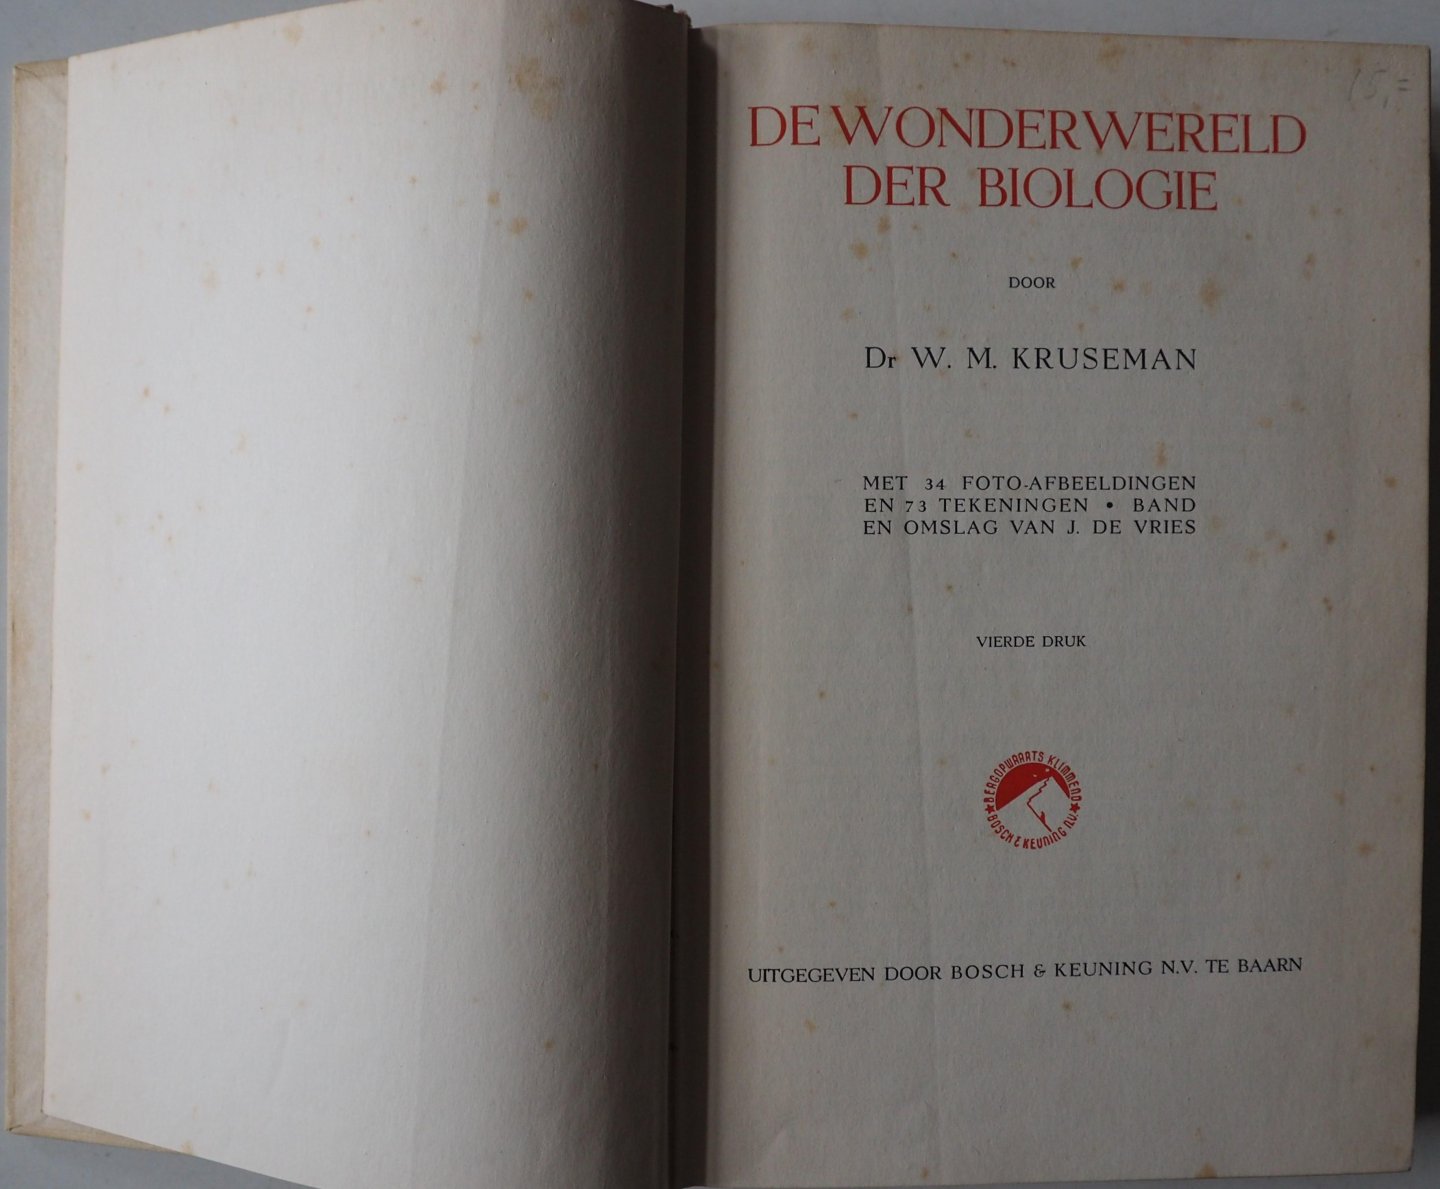 15,=
DE WONDERWERELD
DER BIOLOGIE
DOOR
Dr W. M. KRUSEMAN
MET 34 FOTO-AFBEELDINGEN
EN 73 TEKENINGEN • BAND
EN OMSLAG VAN J. DE VRIES
VIERDE DRUK
BERGOPWAARTS KLIMMEND
BOSCH & KEUNING N.V.
UITGEGEVEN DOOR BOSCH & KEUNING N.V. TE BAARN